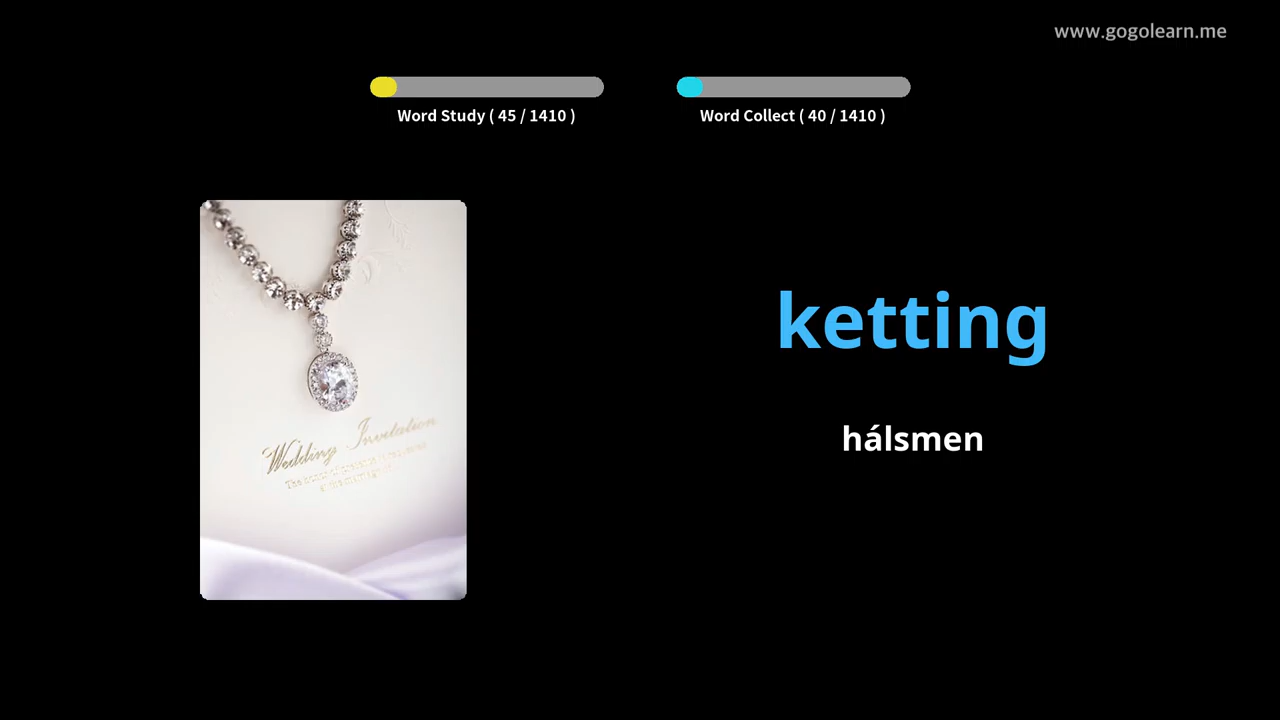 www.gogolearn.me
Word Study ( 45 / 1410 )
Word Collect ( 40 / 1410 )
ketting
hálsmen
Wedding Invitation